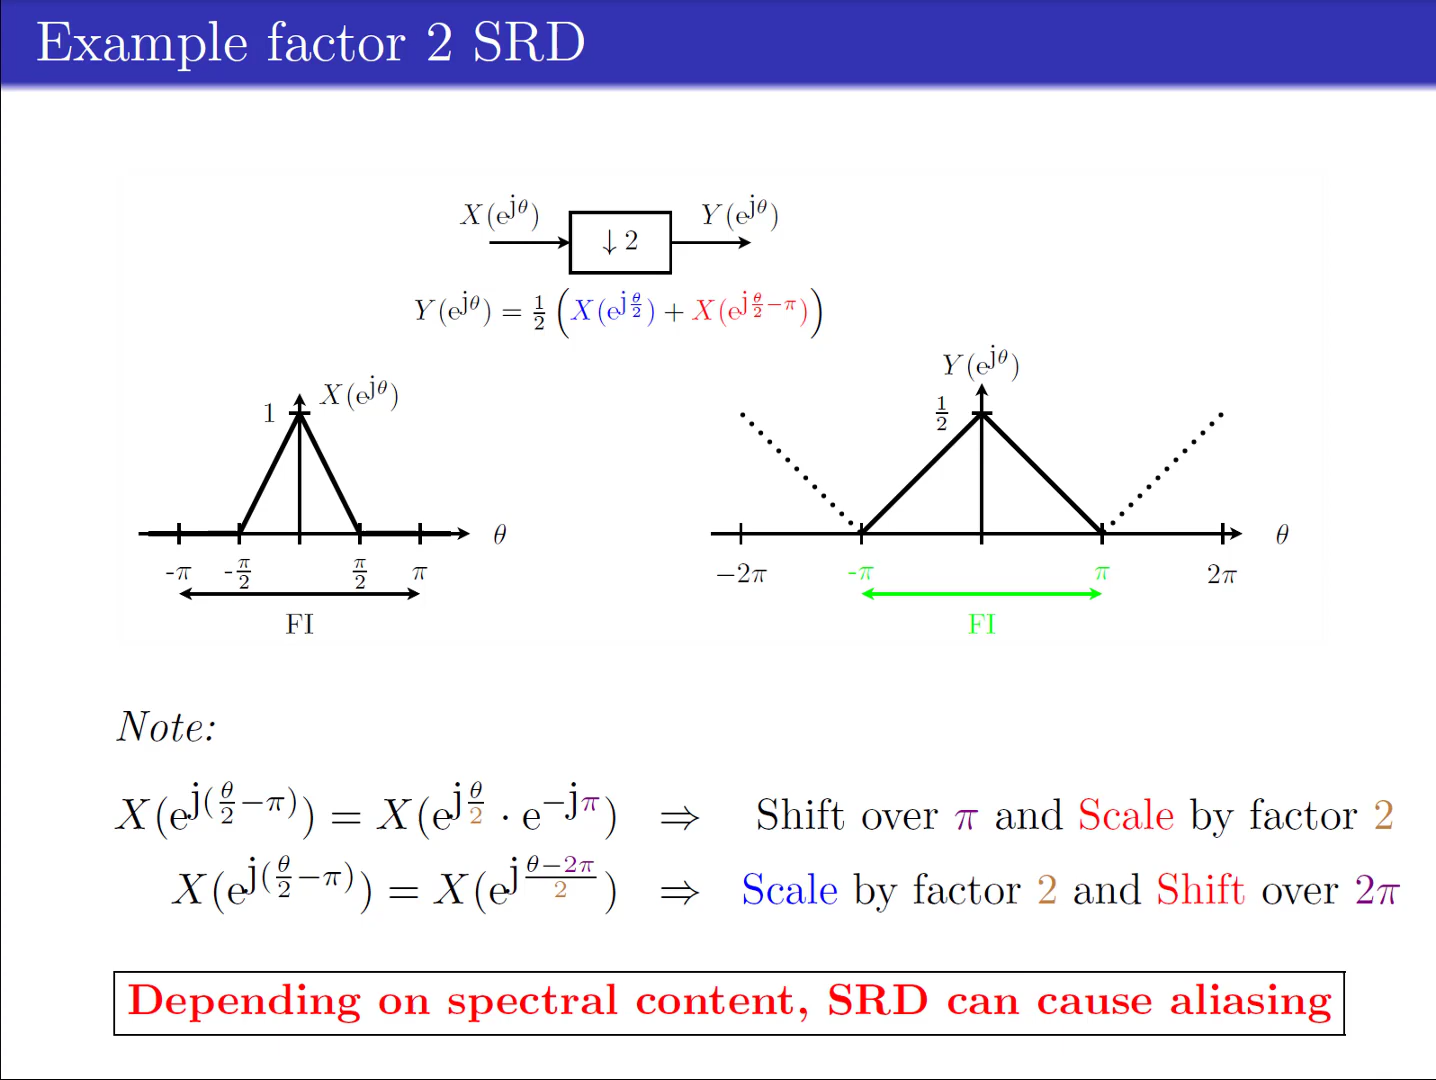 Example factor 2 SRD
X(e^{jθ}) ↓ 2 Y(e^{jθ})
Y(e^{jθ}) = 1/2 (X(e^{jθ/2}) + X(e^{jθ/2−π}))
X(e^{jθ})
1
θ
-π -π/2 π/2 π
FI
Y(e^{jθ})
1/2
θ
−2π -π π 2π
FI
Note:
X(e^{j(θ/2−π)}) = X(e^{jθ/2} · e^{−jπ}) ⇒ Shift over π and Scale by factor 2
X(e^{j(θ/2−π)}) = X(e^{j(θ−2π)/2}) ⇒ Scale by factor 2 and Shift over 2π
Depending on spectral content, SRD can cause aliasing